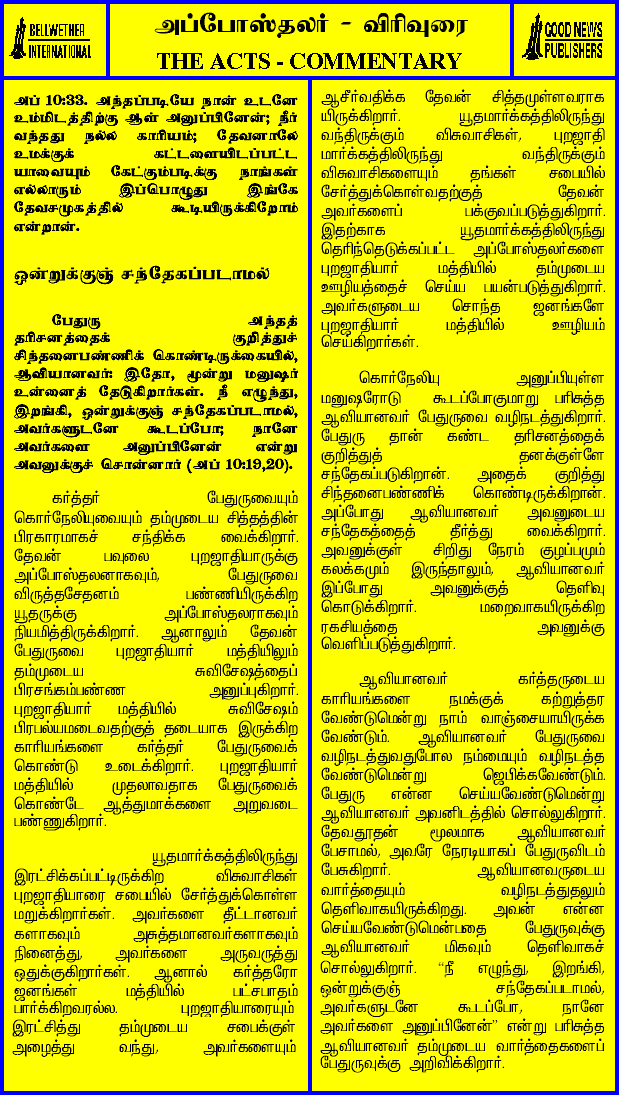 BELLWETHER
INTERNATIONAL
அப்போஸ்தலர் - விரிவுரை
THE ACTS - COMMENTARY
GOOD NEWS
PUBLISHERS
அப் 10:33. அந்தப்படியே நான் உடனே
உம்மிடத்திற்கு ஆள் அனுப்பினேன்; நீர்
வந்தது நல்ல காரியம்; தேவனாலே
உமக்குக் கட்டளையிடப்பட்ட
யாவையும் கேட்கும்படிக்கு நாங்கள்
எல்லாரும் இப்பொழுது இங்கே
தேவசமுகத்தில் கூடியிருக்கிறோம்
என்றான்.
ஒன்றுக்குஞ் சந்தேகப்படாமல்
பேதுரு அந்தத்
தரிசனத்தைக் குறித்துச்
சிந்தனைபண்ணிக் கொண்டிருக்கையில்,
ஆவியானவர்: இதோ, மூன்று மனுஷர்
உன்னைத் தேடுகிறார்கள். நீ எழுந்து,
இறங்கி, ஒன்றுக்குஞ் சந்தேகப்படாமல்,
அவர்களுடனே கூடப்போ; நானே
அவர்களை அனுப்பினேன் என்று
அவனுக்குச் சொன்னார் (அப் 10:19,20).
கர்த்தர் பேதுருவையும்
கொர்நேலியுவையும் தம்முடைய சித்தத்தின்
பிரகாரமாகச் சந்திக்க வைக்கிறார்.
தேவன் பவுலை புறஜாதியாருக்கு
அப்போஸ்தலனாகவும், பேதுருவை
விருத்தசேதனம் பண்ணியிருக்கிற
யூதருக்கு அப்போஸ்தலராகவும்
நியமித்திருக்கிறார். ஆனாலும் தேவன்
பேதுருவை புறஜாதியார் மத்தியிலும்
தம்முடைய சுவிசேஷத்தைப்
பிரசங்கம்பண்ண அனுப்புகிறார்.
புறஜாதியார் மத்தியில் சுவிசேஷம்
பிரபல்யமடைவதற்குத் தடையாக இருக்கிற
காரியங்களை கர்த்தர் பேதுருவைக்
கொண்டு உடைக்கிறார். புறஜாதியார்
மத்தியில் முதலாவதாக பேதுருவைக்
கொண்டே ஆத்துமாக்களை அறுவடை
பண்ணுகிறார்.
யூதமார்க்கத்திலிருந்து
இரட்சிக்கப்பட்டிருக்கிற விசுவாசிகள்
புறஜாதியாரை சபையில் சேர்த்துக்கொள்ள
மறுக்கிறார்கள். அவர்களை தீட்டானவர்
களாகவும் அசுத்தமானவர்களாகவும்
நினைத்து, அவர்களை அருவருத்து
ஒதுக்குகிறார்கள். ஆனால் கர்த்தரோ
ஜனங்கள் மத்தியில் பட்சபாதம்
பார்க்கிறவரல்ல. புறஜாதியாரையும்
இரட்சித்து தம்முடைய சபைக்குள்
அழைத்து வந்து, அவர்களையும்
ஆசீர்வதிக்க தேவன் சித்தமுள்ளவராக
யிருக்கிறார். யூதமார்க்கத்திலிருந்து
வந்திருக்கும் விசுவாசிகள், புறஜாதி
மார்க்கத்திலிருந்து வந்திருக்கும்
விசுவாசிகளையும் தங்கள் சபையில்
சேர்த்துக்கொள்வதற்குத் தேவன்
அவர்களைப் பக்குவப்படுத்துகிறார்.
இதற்காக யூதமார்க்கத்திலிருந்து
தெரிந்தெடுக்கப்பட்ட அப்போஸ்தலர்களை
புறஜாதியார் மத்தியில் தம்முடைய
ஊழியத்தைச் செய்ய பயன்படுத்துகிறார்.
அவர்களுடைய சொந்த ஜனங்களே
புறஜாதியார் மத்தியில் ஊழியம்
செய்கிறார்கள்.
கொர்நேலியு அனுப்பியுள்ள
மனுஷரோடு கூடப்போகுமாறு பரிசுத்த
ஆவியானவர் பேதுருவை வழிநடத்துகிறார்.
பேதுரு தான் கண்ட தரிசனத்தைக்
குறித்துத் தனக்குள்ளே
சந்தேகப்படுகிறான். அதைக் குறித்து
சிந்தனைபண்ணிக் கொண்டிருக்கிறான்.
அப்போது ஆவியானவர் அவனுடைய
சந்தேகத்தைத் தீர்த்து வைக்கிறார்.
அவனுக்குள் சிறிது நேரம் குழப்பமும்
கலக்கமும் இருந்தாலும், ஆவியானவர்
இப்போது அவனுக்குத் தெளிவு
கொடுக்கிறார். மறைவாகயிருக்கிற
ரகசியத்தை அவனுக்கு
வெளிப்படுத்துகிறார்.
ஆவியானவர் கர்த்தருடைய
காரியங்களை நமக்குக் கற்றுத்தர
வேண்டுமென்று நாம் வாஞ்சையாயிருக்க
வேண்டும். ஆவியானவர் பேதுருவை
வழிநடத்துவதுபோல நம்மையும் வழிநடத்த
வேண்டுமென்று ஜெபிக்கவேண்டும்.
பேதுரு என்ன செய்யவேண்டுமென்று
ஆவியானவர் அவனிடத்தில் சொல்லுகிறார்.
தேவதூதன் மூலமாக ஆவியானவர்
பேசாமல், அவரே நேரடியாகப் பேதுருவிடம்
பேசுகிறார். ஆவியானவருடைய
வார்த்தையும் வழிநடத்துதலும்
தெளிவாகயிருக்கிறது. அவன் என்ன
செய்யவேண்டுமென்பதை பேதுருவுக்கு
ஆவியானவர் மிகவும் தெளிவாகச்
சொல்லுகிறார். “நீ எழுந்து, இறங்கி,
ஒன்றுக்குஞ் சந்தேகப்படாமல்,
அவர்களுடனே கூடப்போ, நானே
அவர்களை அனுப்பினேன்” என்று பரிசுத்த
ஆவியானவர் தம்முடைய வார்த்தைகளைப்
பேதுருவுக்கு அறிவிக்கிறார்.